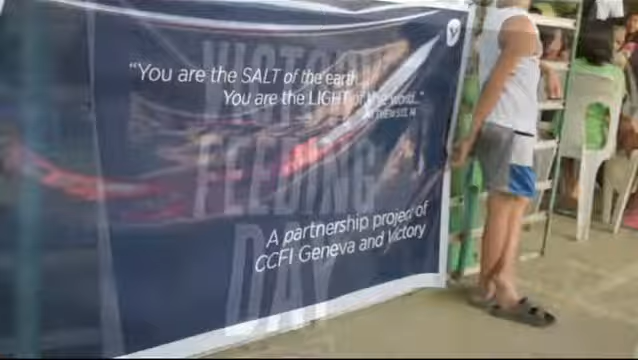 VICTORY
FEEDING
DAY
"You are the SALT of the earth...
You are the LIGHT of the world..."
A partnership project of
CCFI Geneva and Victory